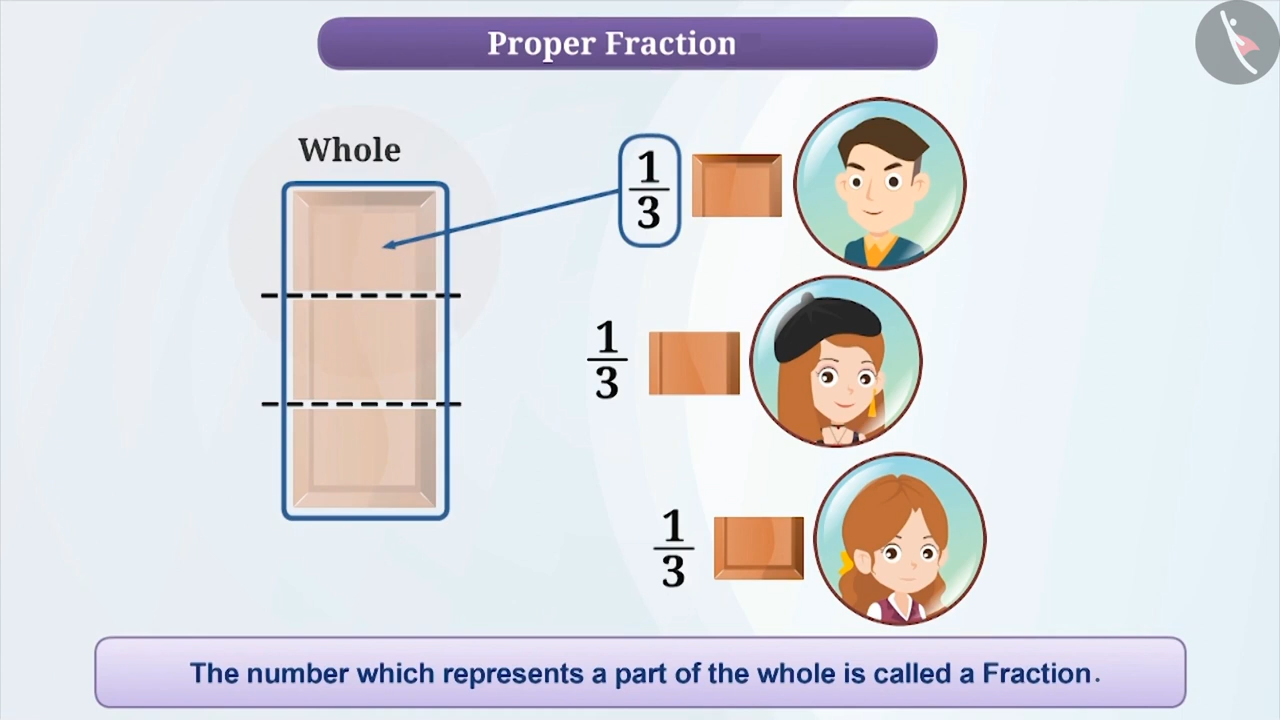 Proper Fraction
Whole
1
3
1
3
1
3
The number which represents a part of the whole is called a Fraction.